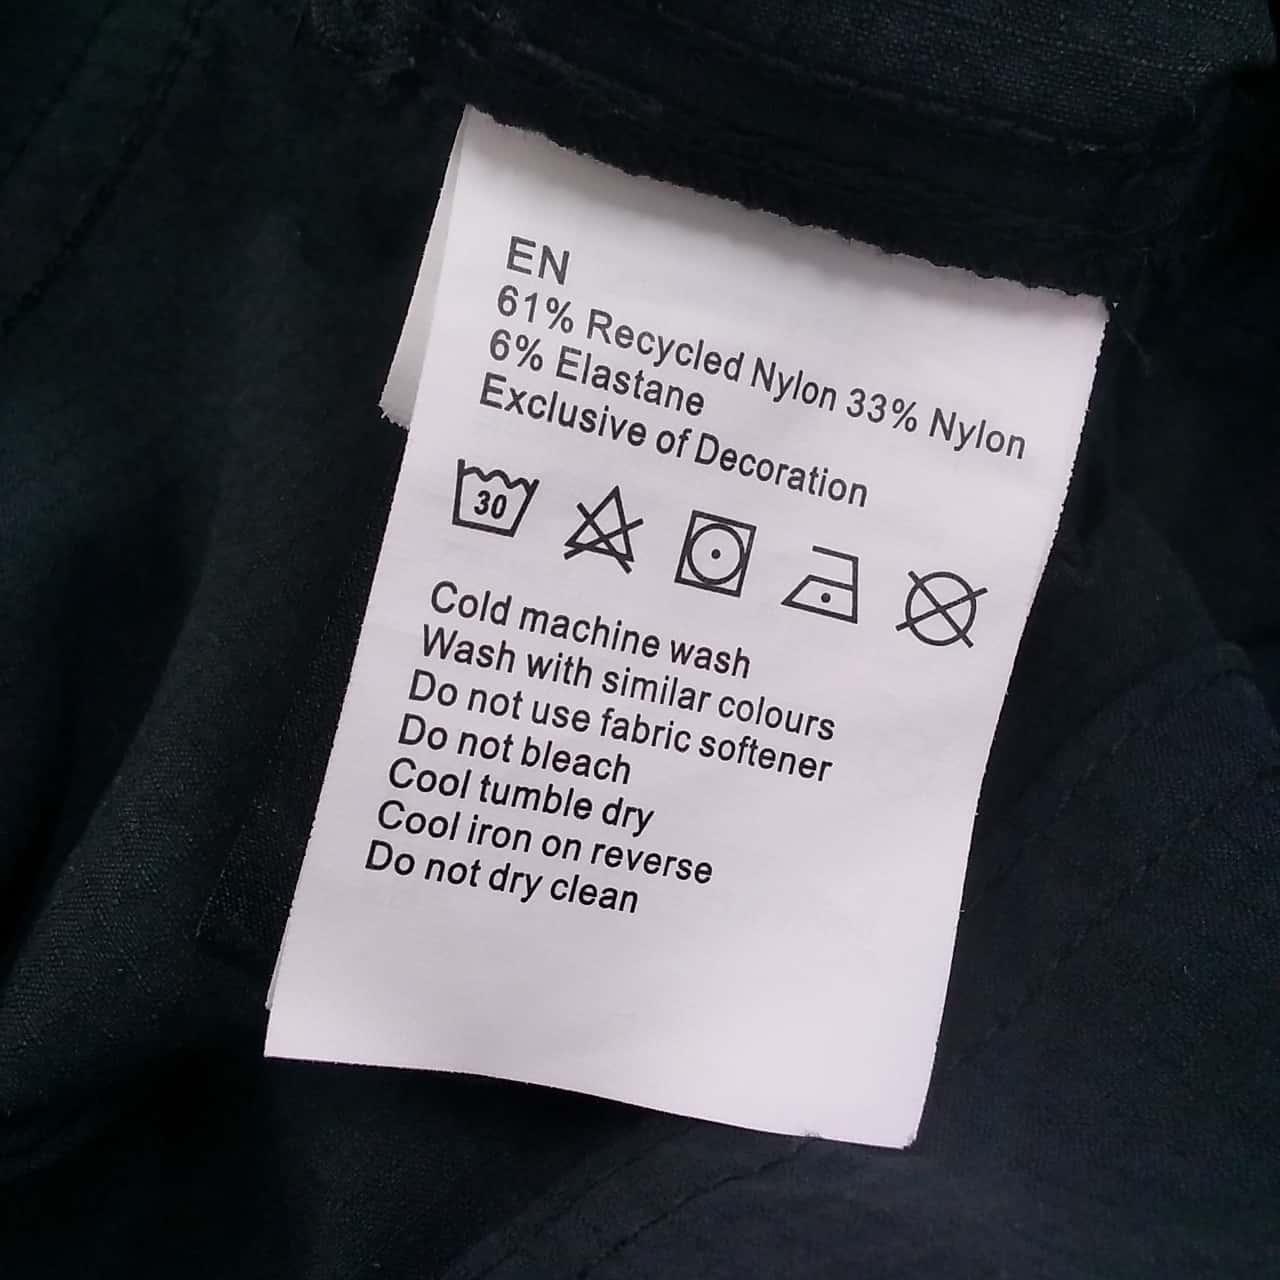 EN
61% Recycled Nylon 33% Nylon
6% Elastane
Exclusive of Decoration
30
Cold machine wash
Wash with similar colours
Do not use fabric softener
Do not bleach
Cool tumble dry
Cool iron on reverse
Do not dry clean